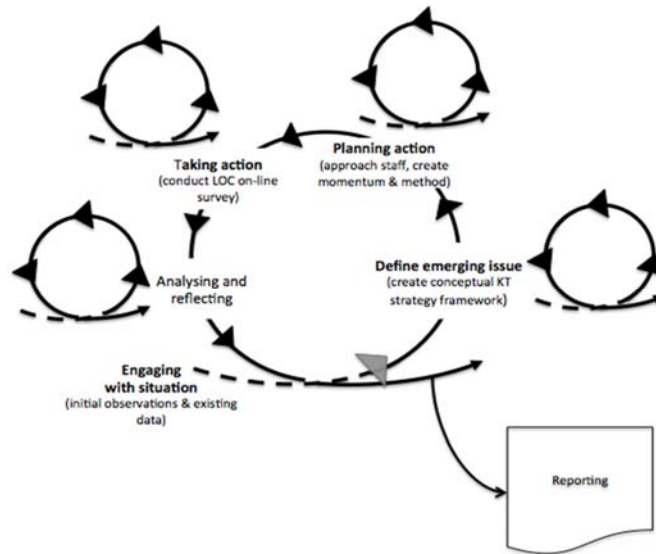 Planning action
(approach staff, create
momentum & method)
Taking action
(conduct LOC on-line
survey)
Define emerging issue
(create conceptual KT
strategy framework)
Analysing and
reflecting
Engaging
with situation
(initial observations & existing
data)
Reporting